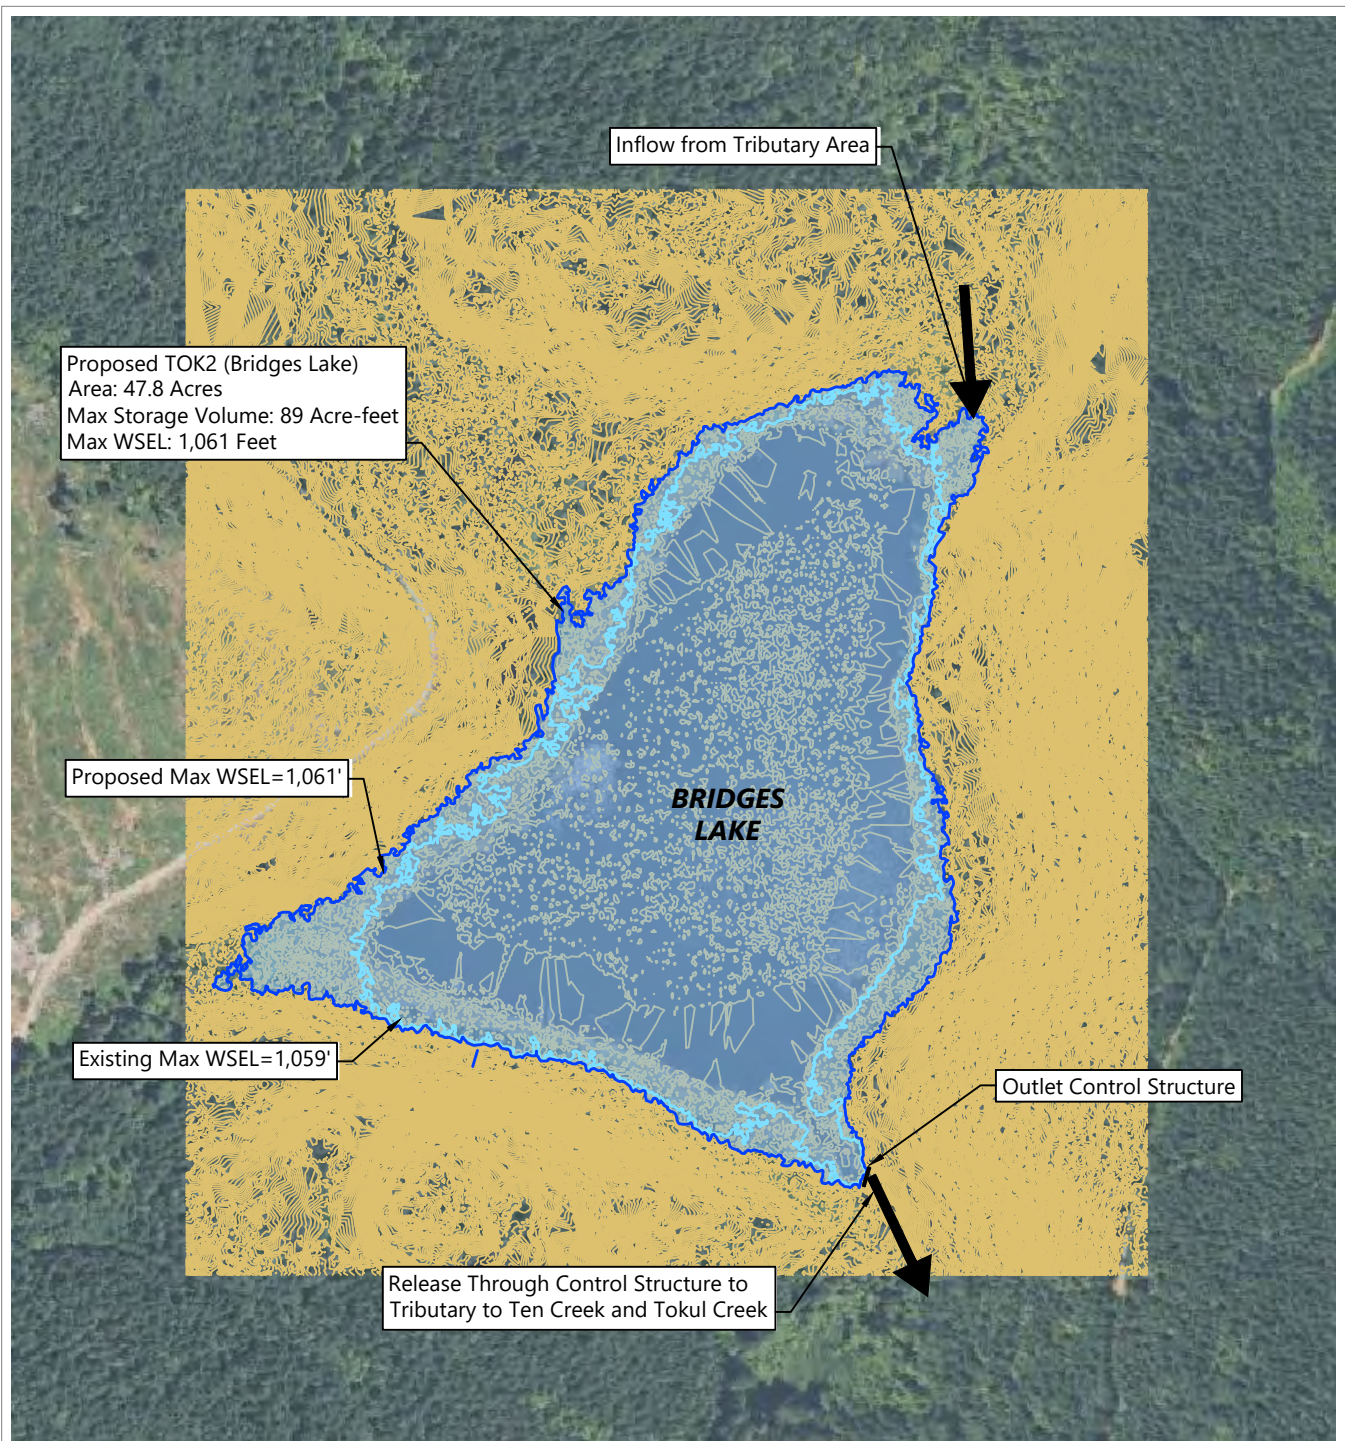 Inflow from Tributary Area
Proposed TOK2 (Bridges Lake)
Area: 47.8 Acres
Max Storage Volume: 89 Acre-feet
Max WSEL: 1,061 Feet
Proposed Max WSEL=1,061'
BRIDGES
LAKE
Existing Max WSEL=1,059'
Outlet Control Structure
Release Through Control Structure to
Tributary to Ten Creek and Tokul Creek